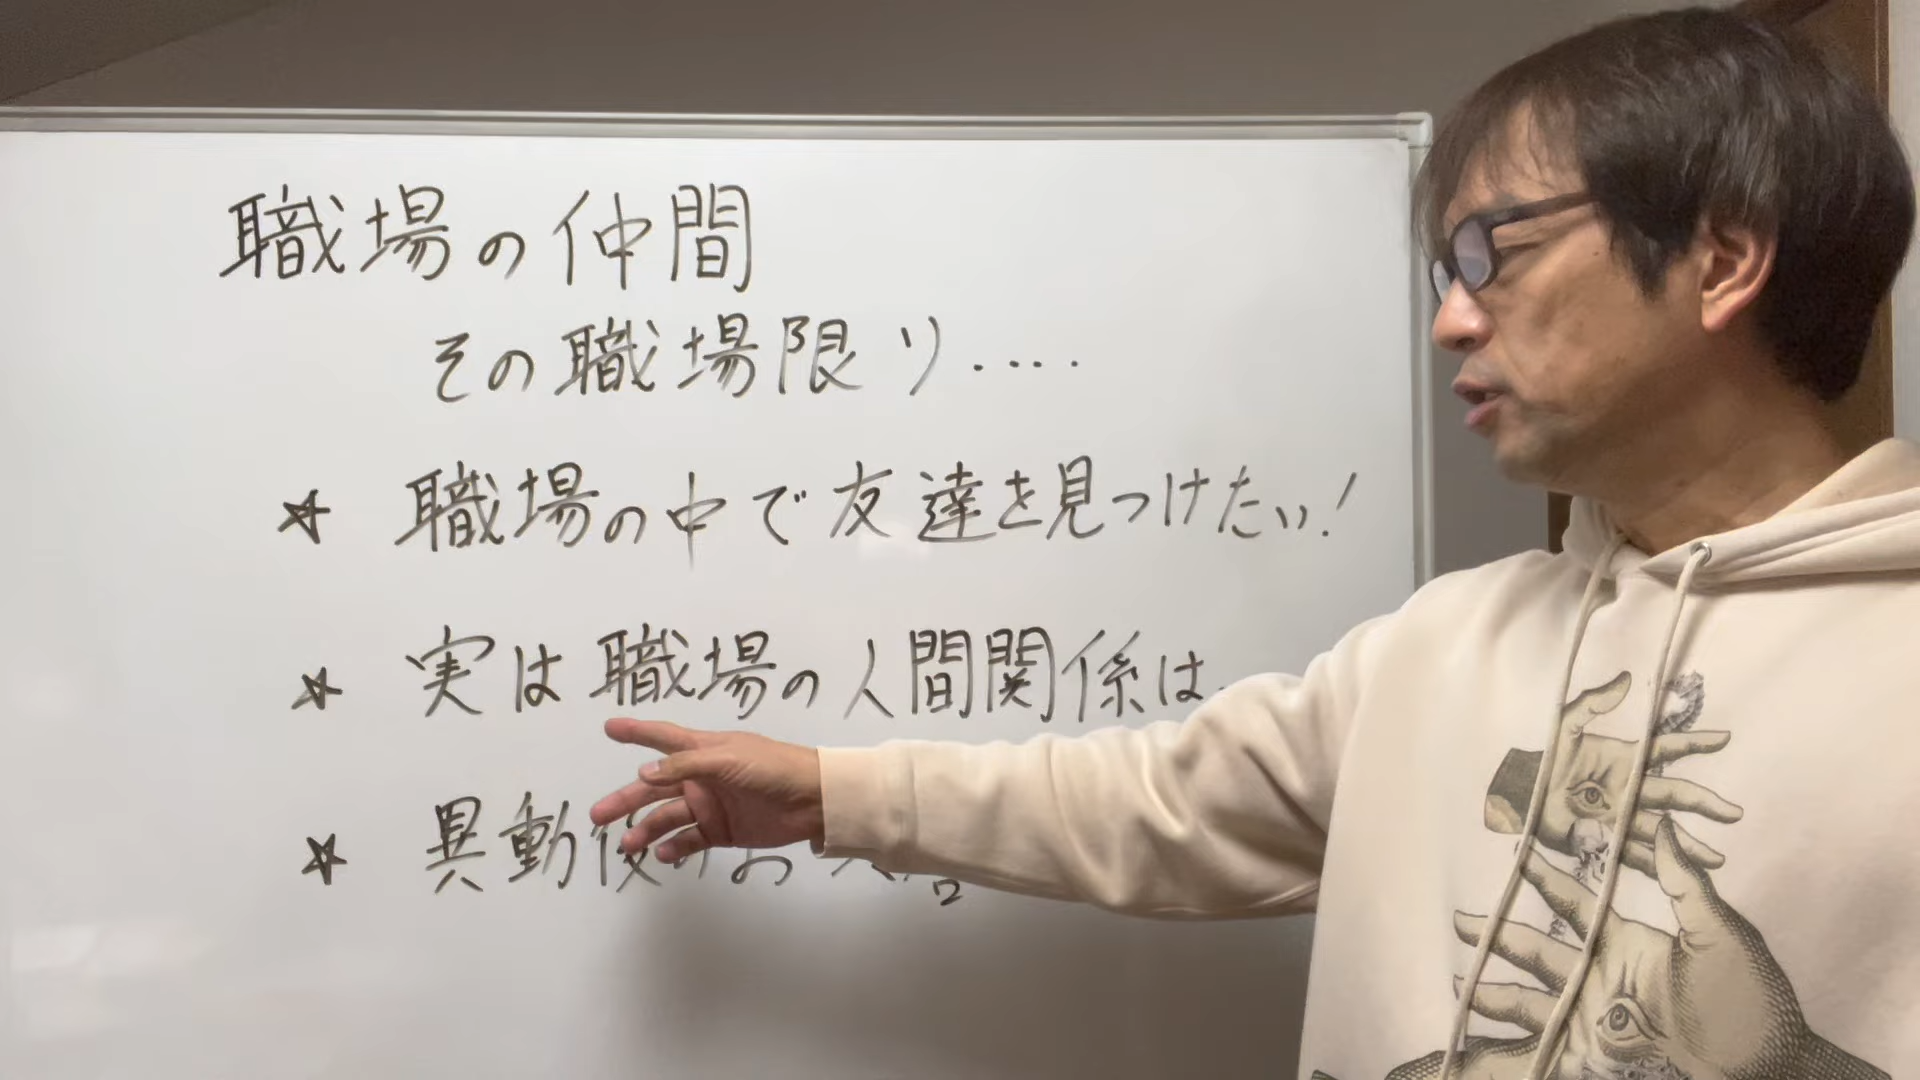 職場の仲間
その職場限り....
★ 職場の中で友達を見つけたい!
★ 実は職場の人間関係は
★ 異動後の